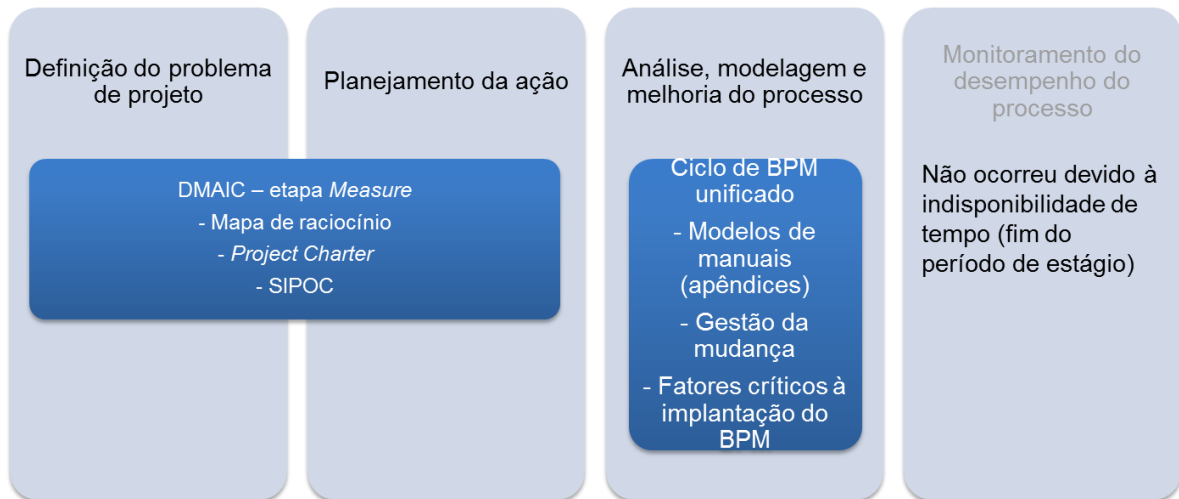 Definição do problema
de projeto
Planejamento da ação
Análise, modelagem e
melhoria do processo
Monitoramento do
desempenho do
processo
DMAIC – etapa Measure
- Mapa de raciocínio
- Project Charter
- SIPOC
Ciclo de BPM
unificado
- Modelos de
manuais
(apêndices)
- Gestão da
mudança
- Fatores críticos à
implantação do
BPM
Não ocorreu devido à
indisponibilidade de
tempo (fim do
período de estágio)